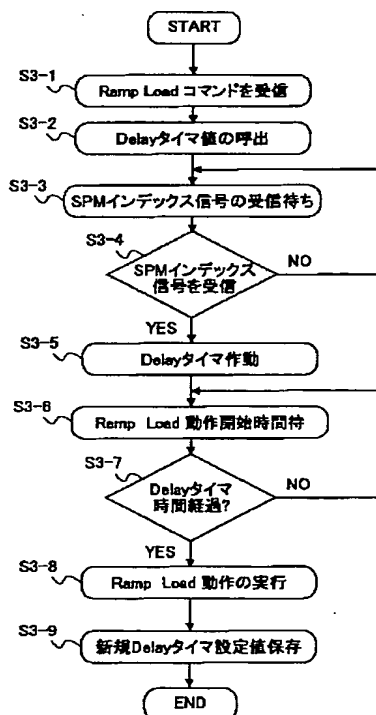 START
S3-1
Ramp Load コマンドを受信
S3-2
Delayタイマ値の呼出
S3-3
SPMインデックス信号の受信待ち
S3-4
SPMインデックス
信号を受信
NO
YES
S3-5
Delayタイマ作動
S3-6
Ramp Load 動作開始時間待
S3-7
Delayタイマ
時間経過?
NO
YES
S3-8
Ramp Load 動作の実行
S3-9
新規Delayタイマ設定値保存
END